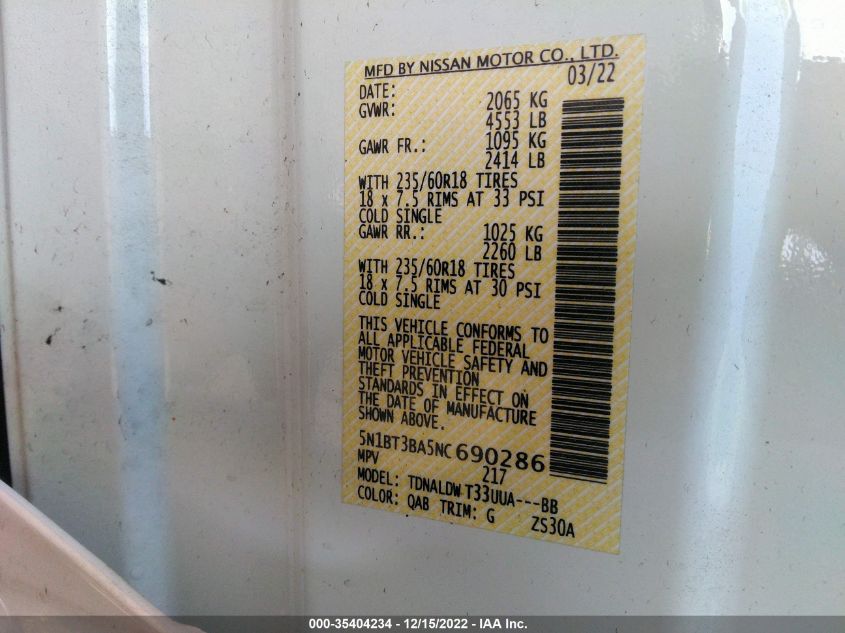 MFD BY NISSAN MOTOR CO., LTD.
DATE: 03/22
GVWR: 2065 KG
4553 LB
GAWR FR.: 1095 KG
2414 LB
WITH 235/60R18 TIRES
18 x 7.5 RIMS AT 33 PSI
COLD SINGLE
GAWR RR.: 1025 KG
2260 LB
WITH 235/60R18 TIRES
18 x 7.5 RIMS AT 30 PSI
COLD SINGLE
THIS VEHICLE CONFORMS TO
ALL APPLICABLE FEDERAL
MOTOR VEHICLE SAFETY AND
THEFT PREVENTION
STANDARDS IN EFFECT ON
THE DATE OF MANUFACTURE
SHOWN ABOVE.
5N1BT3BA5NC690286
MPV 217
MODEL: TDNALDW T33UUA---BB
COLOR: QAB TRIM: G ZS30A
000-35404234 - 12/15/2022 - IAA Inc.